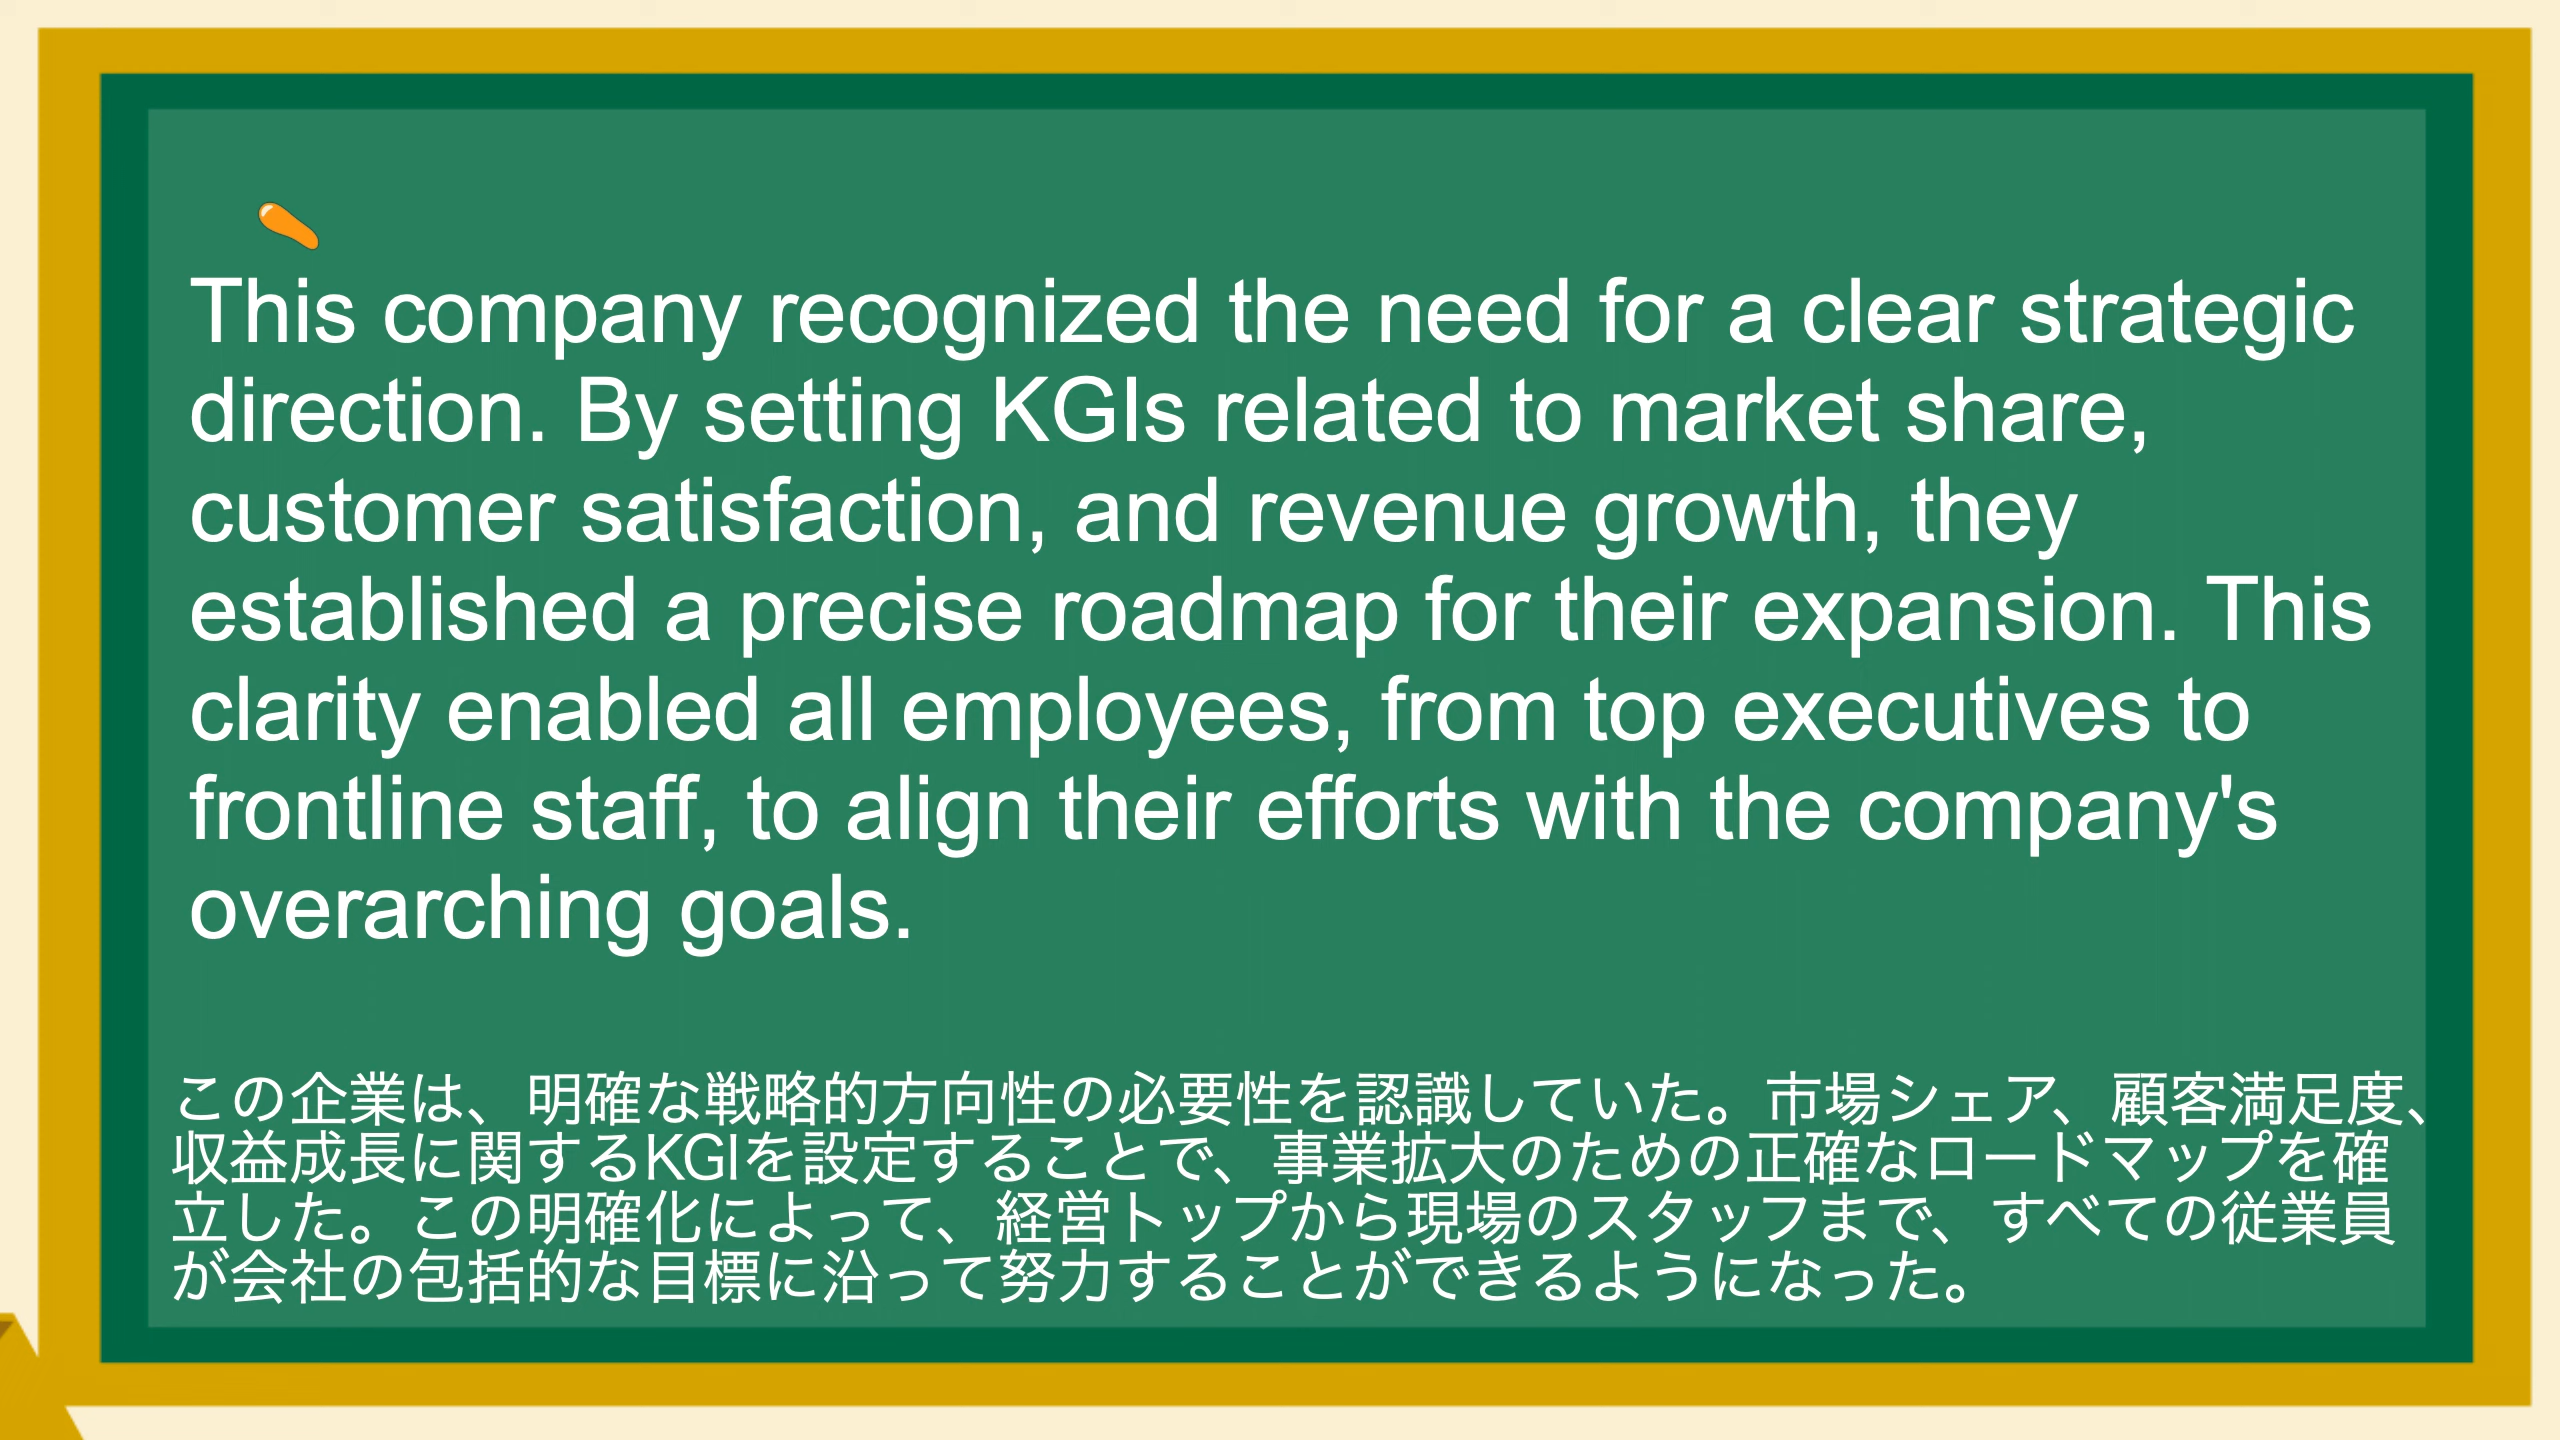 This company recognized the need for a clear strategic
direction. By setting KGIs related to market share,
customer satisfaction, and revenue growth, they
established a precise roadmap for their expansion. This
clarity enabled all employees, from top executives to
frontline staff, to align their efforts with the company's
overarching goals.
この企業は、明確な戦略的方向性の必要性を認識していた。市場シェア、顧客満足度、
収益成長に関するKGIを設定することで、事業拡大のための正確なロードマップを確
立した。この明確化によって、経営トップから現場のスタッフまで、すべての従業員
が会社の包括的な目標に沿って努力することができるようになった。